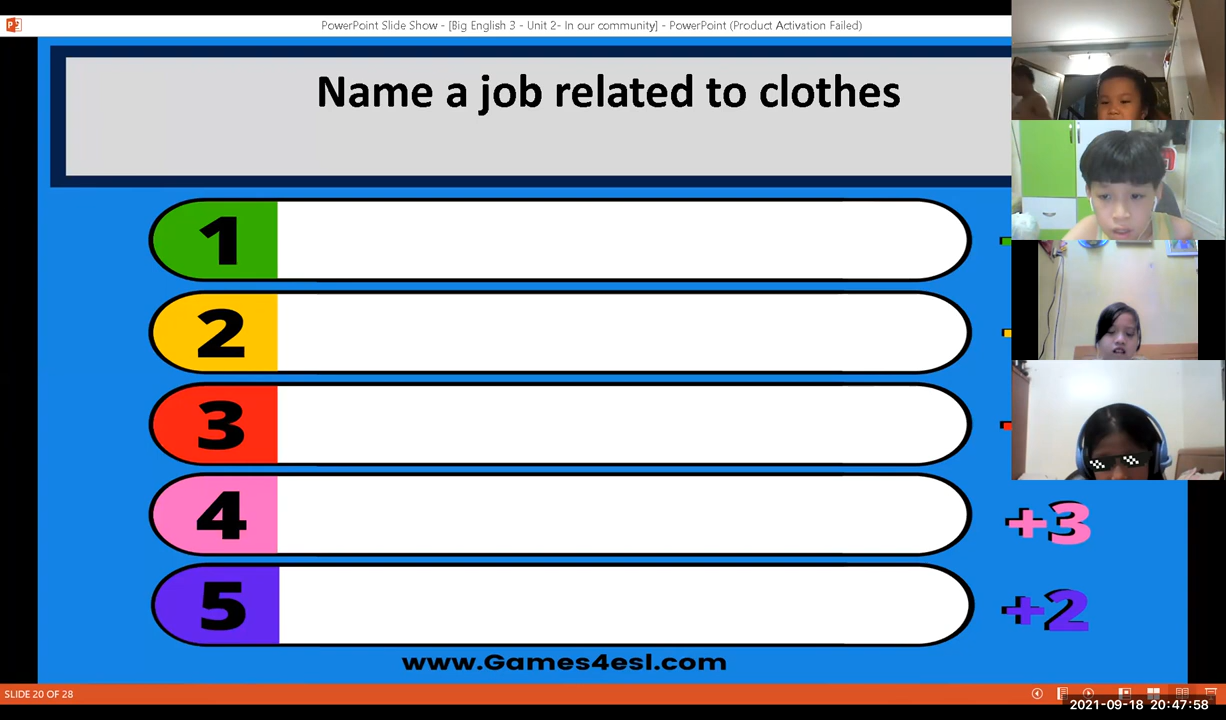 PowerPoint Slide Show - [Big English 3 - Unit 2- In our community] - PowerPoint (Product Activation Failed)
Name a job related to clothes
1
2
3
4
+3
5
+2
www.Games4esl.com
SLIDE 20 OF 28
2021-09-18 20:47:58